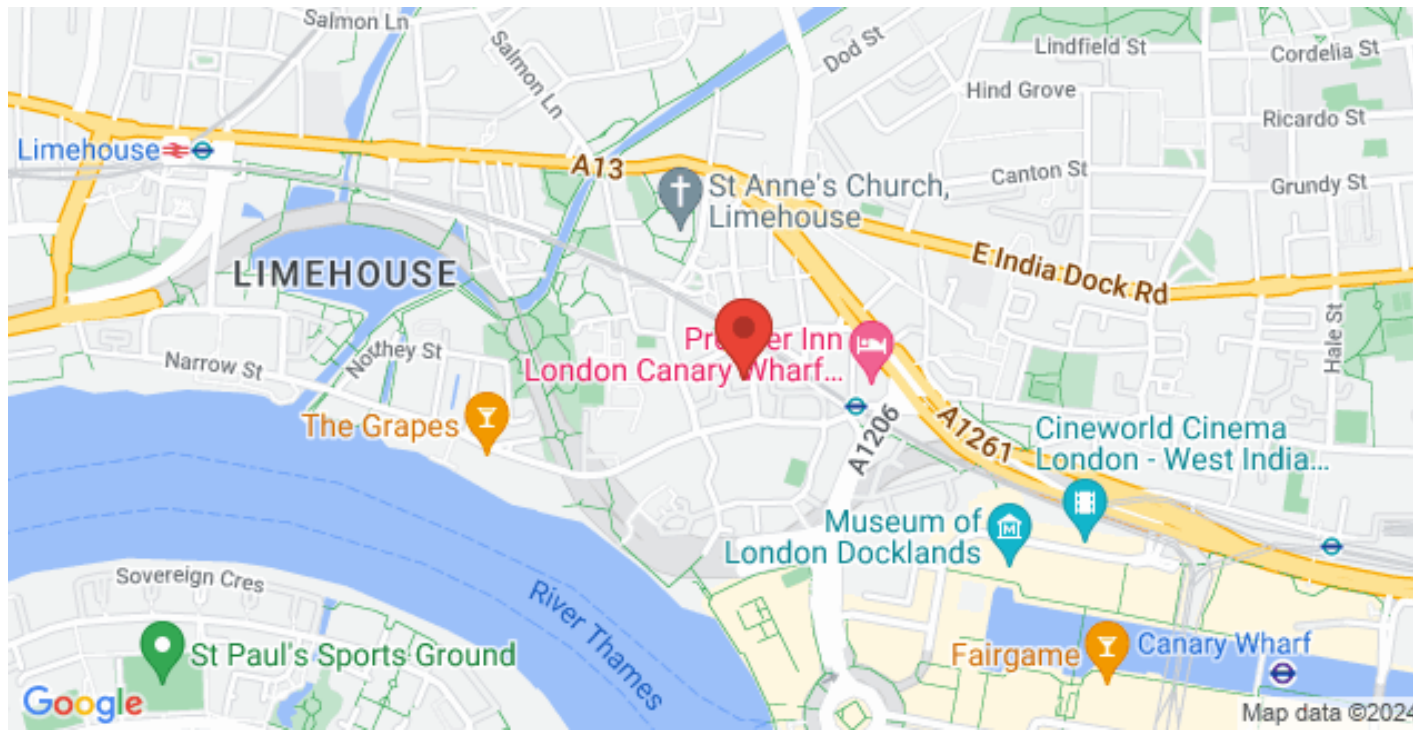 Salmon Ln
Salmon Ln
Dod St
Lindfield St
Cordelia St
Hind Grove
Ricardo St
Limehouse
A13
St Anne's Church,
Limehouse
Canton St
Grundy St
LIMEHOUSE
E India Dock Rd
Narrow St
Inn
London Canary Wharf...
Hale St
The Grapes
A1206
A1261
Cineworld Cinema
London - West India...
Museum of
London Docklands
Sovereign Cres
River Thames
St Paul's Sports Ground
Fairgame
Canary Wharf
Google
Map data ©2024